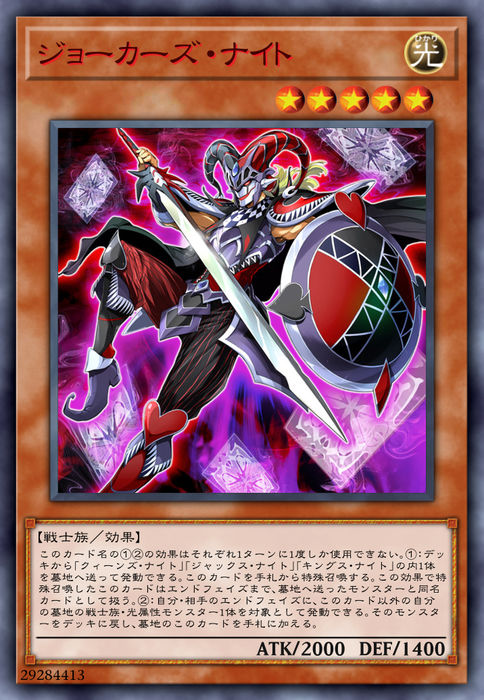 ジョーカーズ・ナイト
ひかり
光
【戦士族／効果】
このカード名の①②の効果はそれぞれ1ターンに1度しか使用できない。①：デッ
キから「クィーンズ・ナイト」「ジャックス・ナイト」「キングス・ナイト」の内1体
を墓地へ送って発動できる。このカードを手札から特殊召喚する。この効果で特
殊召喚したこのカードはエンドフェイズまで、墓地へ送ったモンスターと同名
カードとして扱う。②：自分・相手のエンドフェイズに、このカード以外の自分
の墓地の戦士族・光属性モンスター1体を対象として発動できる。そのモンス
ターをデッキに戻し、墓地のこのカードを手札に加える。
ATK/2000 DEF/1400
29284413